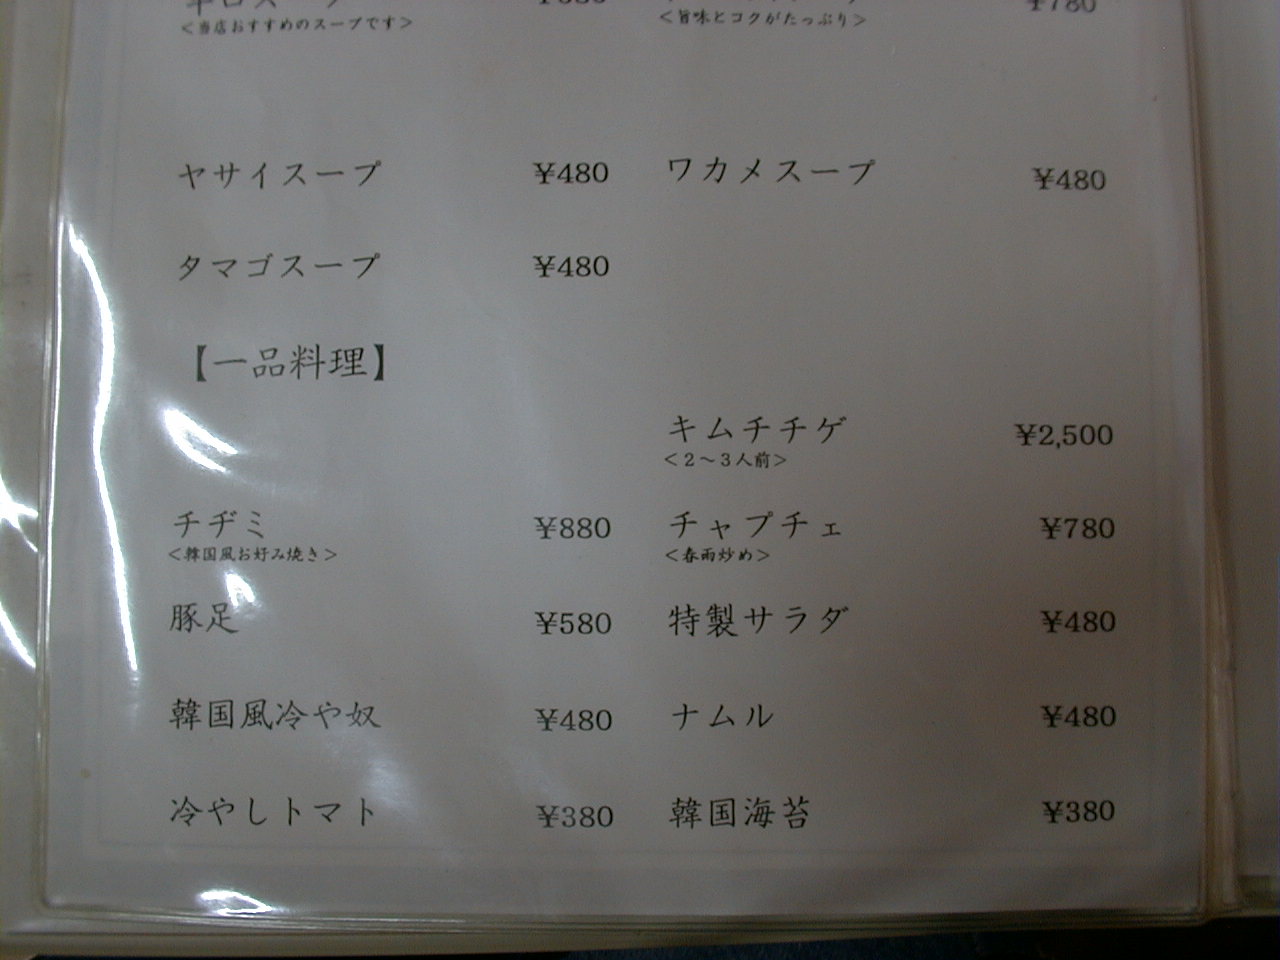 <当店おすすめのスープです>
<旨味とコクがたっぷり> ¥780
ヤサイスープ ¥480 ワカメスープ ¥480
タマゴスープ ¥480
【一品料理】
キムチチゲ ¥2,500
<2～3人前>
チヂミ ¥880 チャプチェ ¥780
<韓国風お好み焼き> <春雨炒め>
豚足 ¥580 特製サラダ ¥480
韓国風冷や奴 ¥480 ナムル ¥480
冷やしトマト ¥380 韓国海苔 ¥380